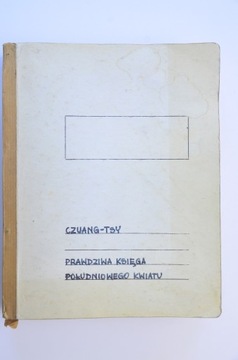 CZUANG-TSY
PRAWDZIWA KSIĘGA
POŁUDNIOWEGO KWIATU